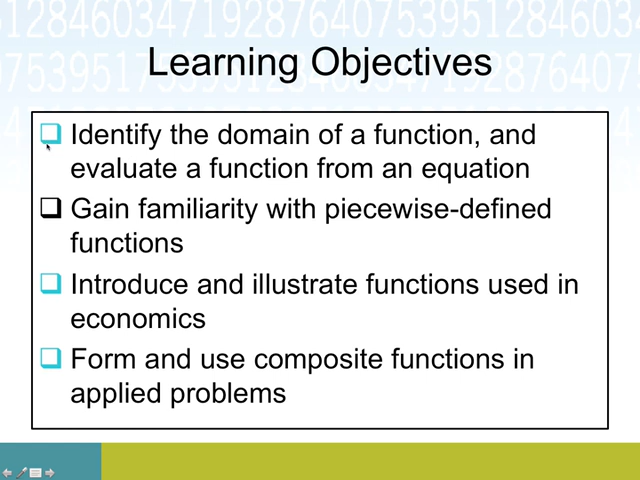 512846034719287640753951284603
Learning Objectives
❑ Identify the domain of a function, and
evaluate a function from an equation
❑ Gain familiarity with piecewise-defined
functions
❑ Introduce and illustrate functions used in
economics
❑ Form and use composite functions in
applied problems